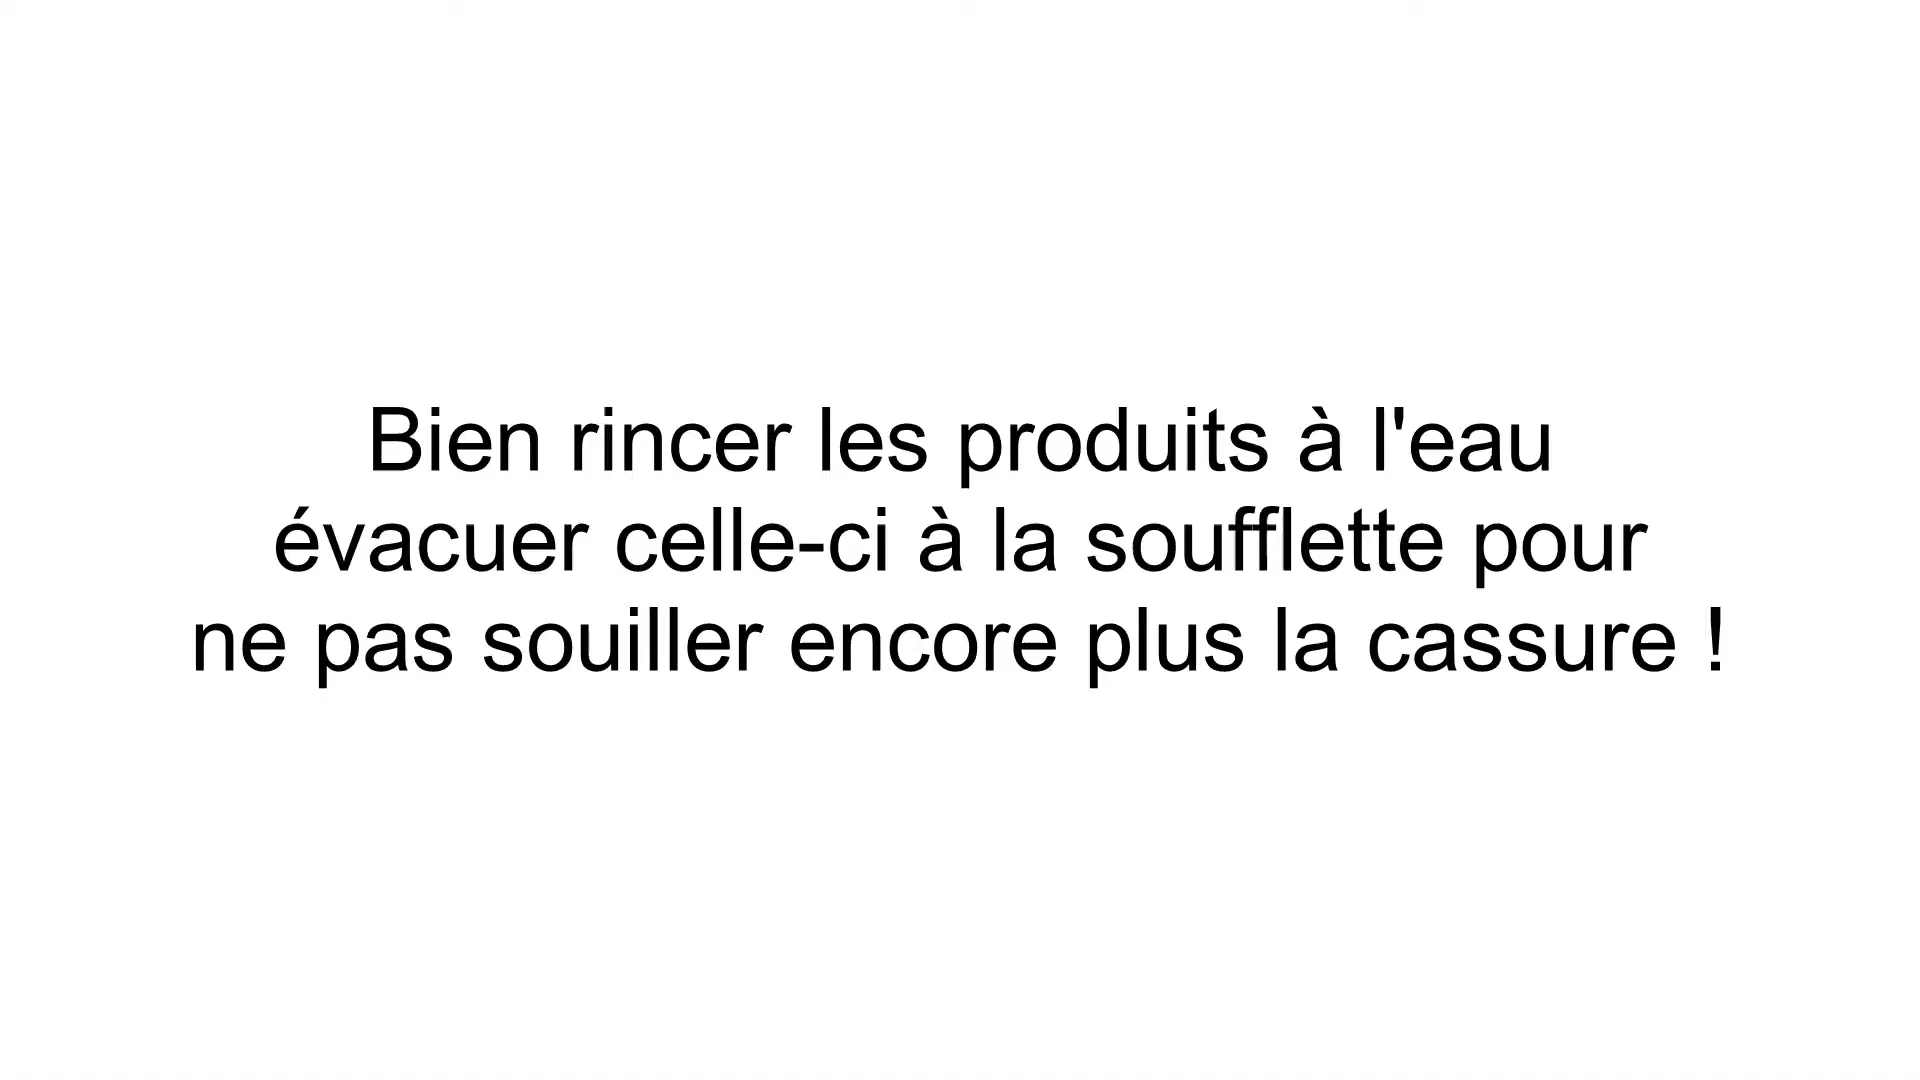 Bien rincer les produits à l'eau
évacuer celle-ci à la soufflette pour
ne pas souiller encore plus la cassure !